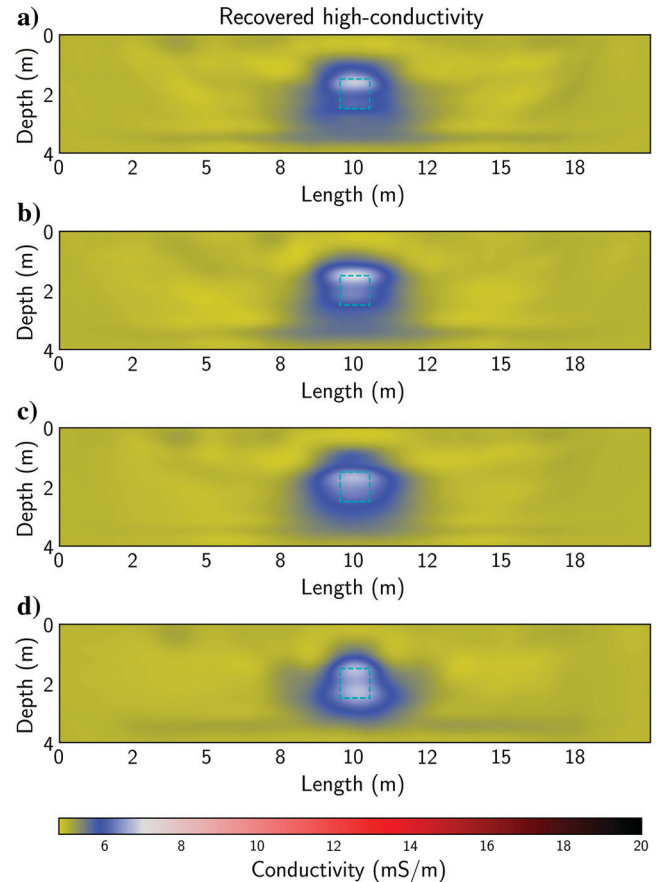 a)
Recovered high-conductivity
0
2
4
Depth (m)
0 2 5 8 10 12 15 18
Length (m)
b)
0
2
4
Depth (m)
0 2 5 8 10 12 15 18
Length (m)
c)
0
2
4
Depth (m)
0 2 5 8 10 12 15 18
Length (m)
d)
0
2
4
Depth (m)
0 2 5 8 10 12 15 18
Length (m)
6 8 10 12 14 16 18 20
Conductivity (mS/m)